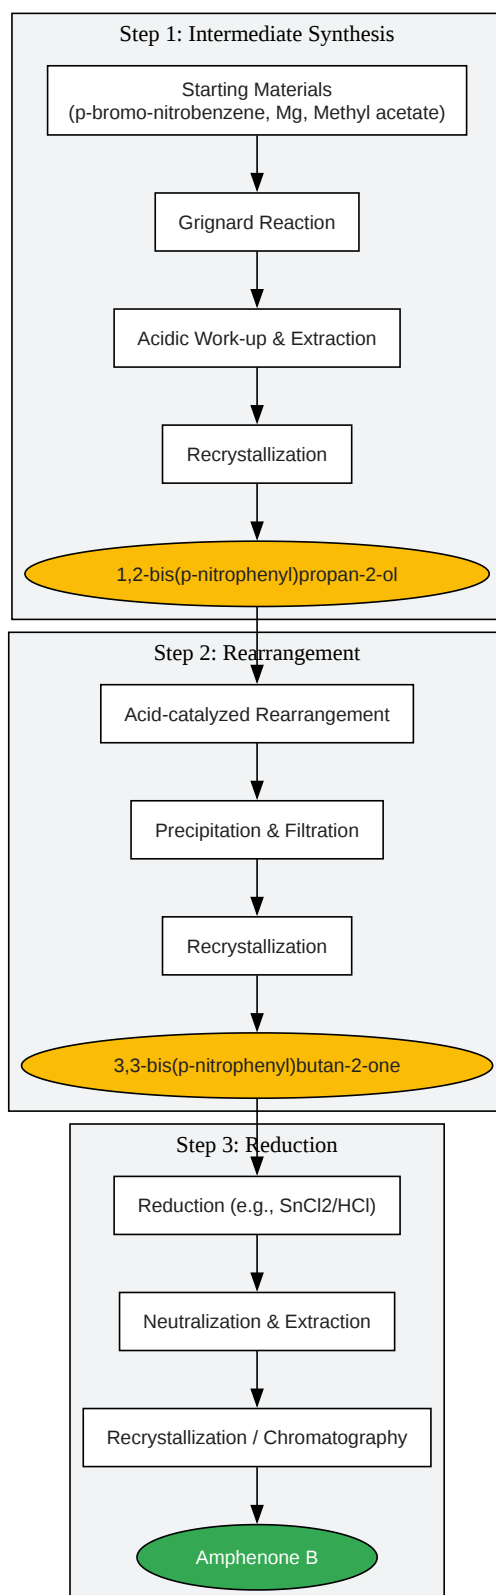 Step 1: Intermediate Synthesis
Starting Materials
(p-bromo-nitrobenzene, Mg, Methyl acetate)
Grignard Reaction
Acidic Work-up & Extraction
Recrystallization
1,2-bis(p-nitrophenyl)propan-2-ol
Step 2: Rearrangement
Acid-catalyzed Rearrangement
Precipitation & Filtration
Recrystallization
3,3-bis(p-nitrophenyl)butan-2-one
Step 3: Reduction
Reduction (e.g., SnCl2/HCl)
Neutralization & Extraction
Recrystallization / Chromatography
Amphenone B